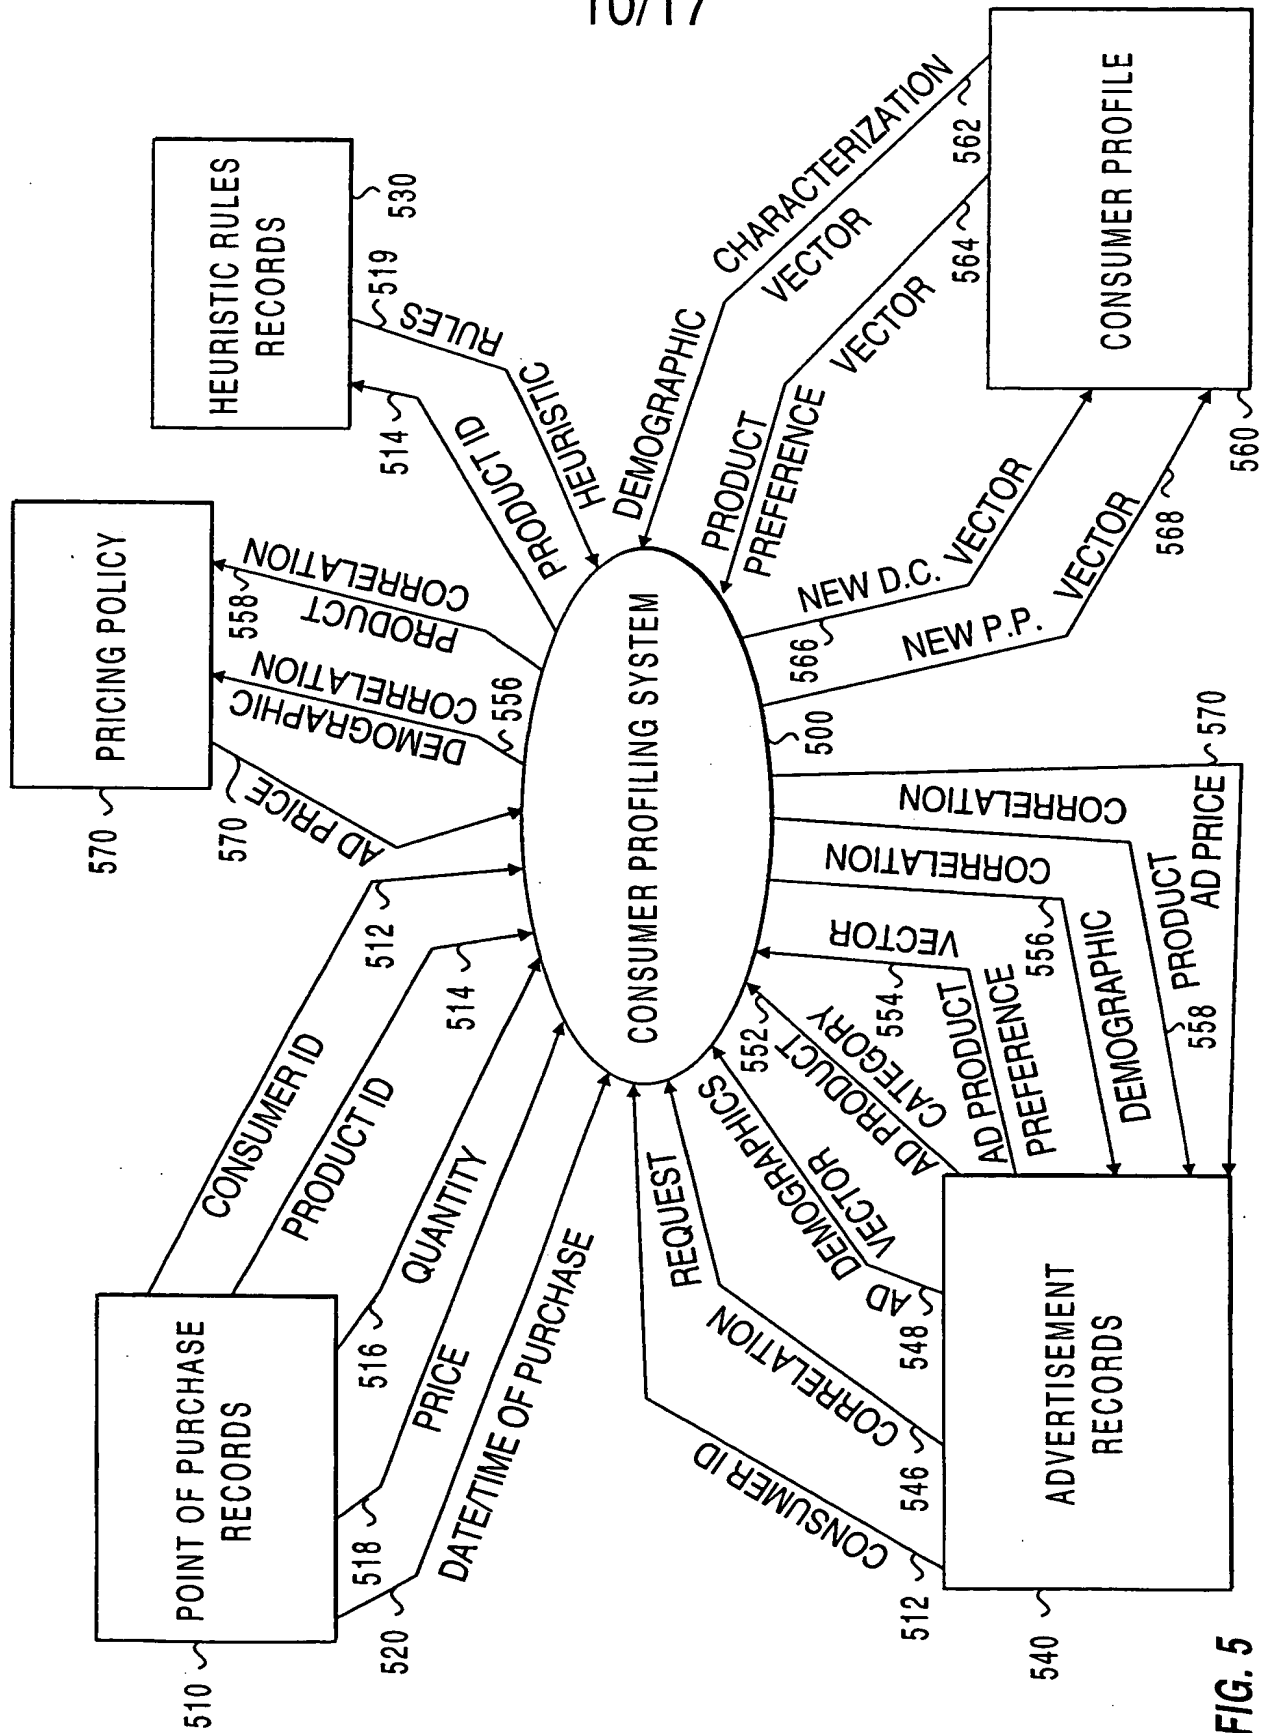 10/17
POINT OF PURCHASE
RECORDS
510
CONSUMER ID
512
PRODUCT ID
514
QUANTITY
516
PRICE
518
DATE/TIME OF PURCHASE
520
PRICING POLICY
570
AD PRICE
570
DEMOGRAPHIC
CORRELATION
556
PRODUCT
CORRELATION
558
HEURISTIC RULES
RECORDS
530
PRODUCT ID
514
HEURISTIC
RULES
519
CONSUMER PROFILING SYSTEM
500
ADVERTISEMENT
RECORDS
540
CONSUMER ID
512
CORRELATION
REQUEST
546
AD DEMOGRAPHICS
VECTOR
548
AD PRODUCT
CATEGORY
552
AD PRODUCT
PREFERENCE
VECTOR
554
DEMOGRAPHIC
CORRELATION
556
PRODUCT
CORRELATION
558
AD PRICE
570
CONSUMER PROFILE
560
DEMOGRAPHIC
CHARACTERIZATION
VECTOR
562
PRODUCT
PREFERENCE
VECTOR
564
NEW D.C. VECTOR
566
NEW P.P. VECTOR
568
FIG. 5